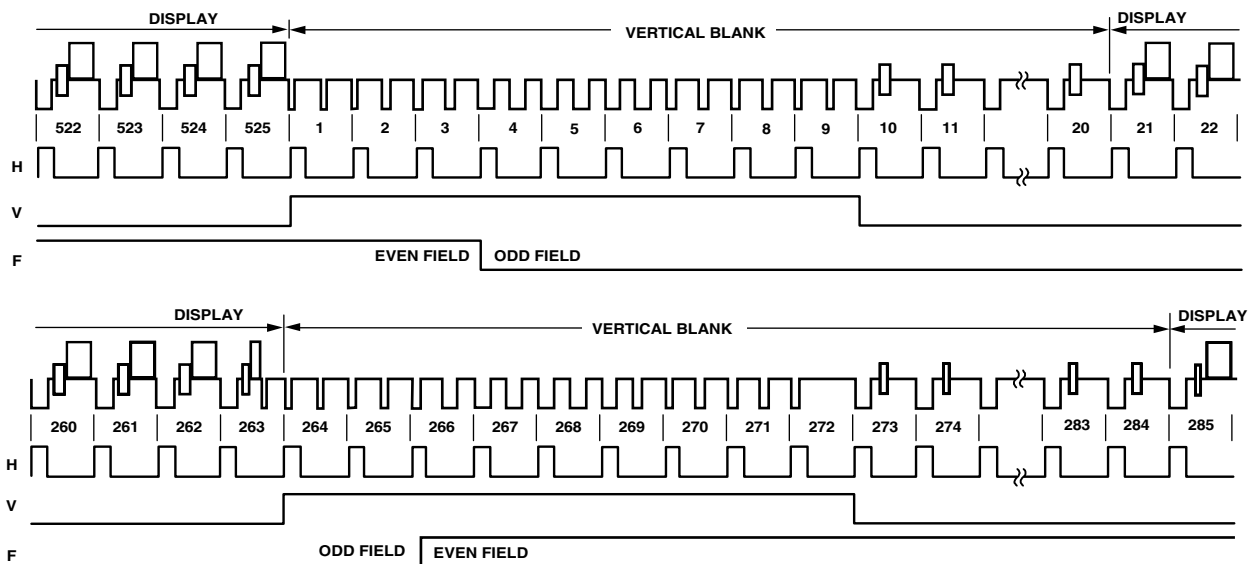 DISPLAY VERTICAL BLANK DISPLAY
522 523 524 525 1 2 3 4 5 6 7 8 9 10 11 20 21 22
H
V
F EVEN FIELD ODD FIELD
DISPLAY VERTICAL BLANK DISPLAY
260 261 262 263 264 265 266 267 268 269 270 271 272 273 274 283 284 285
H
V
F ODD FIELD EVEN FIELD